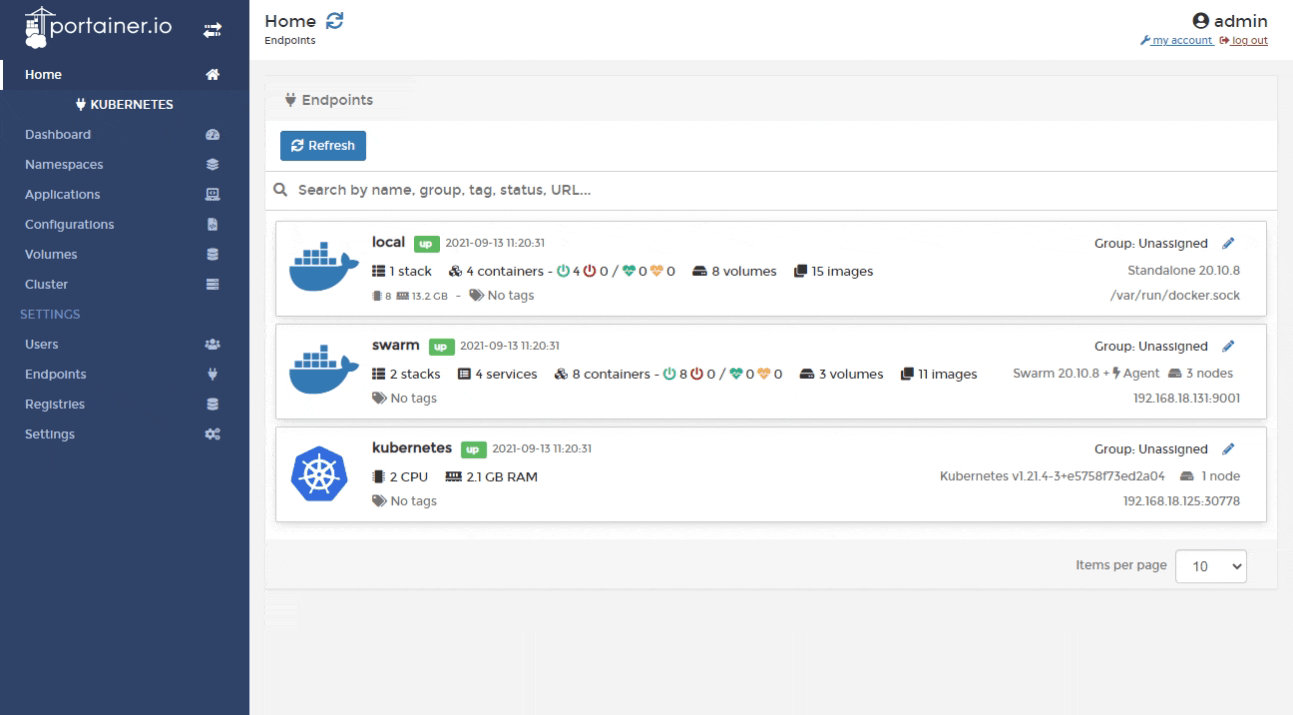 portainer.io
Home
KUBERNETES
Dashboard
Namespaces
Applications
Configurations
Volumes
Cluster
SETTINGS
Users
Endpoints
Registries
Settings
Home
Endpoints
admin
my account log out
Endpoints
Refresh
Search by name, group, tag, status, URL...
local up 2021-09-13 11:20:31 Group: Unassigned
1 stack 4 containers - 4 0 / 0 0 8 volumes 15 images Standalone 20.10.8
8 13.2 GB - No tags /var/run/docker.sock
swarm up 2021-09-13 11:20:31 Group: Unassigned
2 stacks 4 services 8 containers - 8 0 / 0 0 3 volumes 11 images Swarm 20.10.8 + Agent 3 nodes
No tags 192.168.18.131:9001
kubernetes up 2021-09-13 11:20:31 Group: Unassigned
2 CPU 2.1 GB RAM Kubernetes v1.21.4-3+e5758f73ed2a04 1 node
No tags 192.168.18.125:30778
Items per page 10